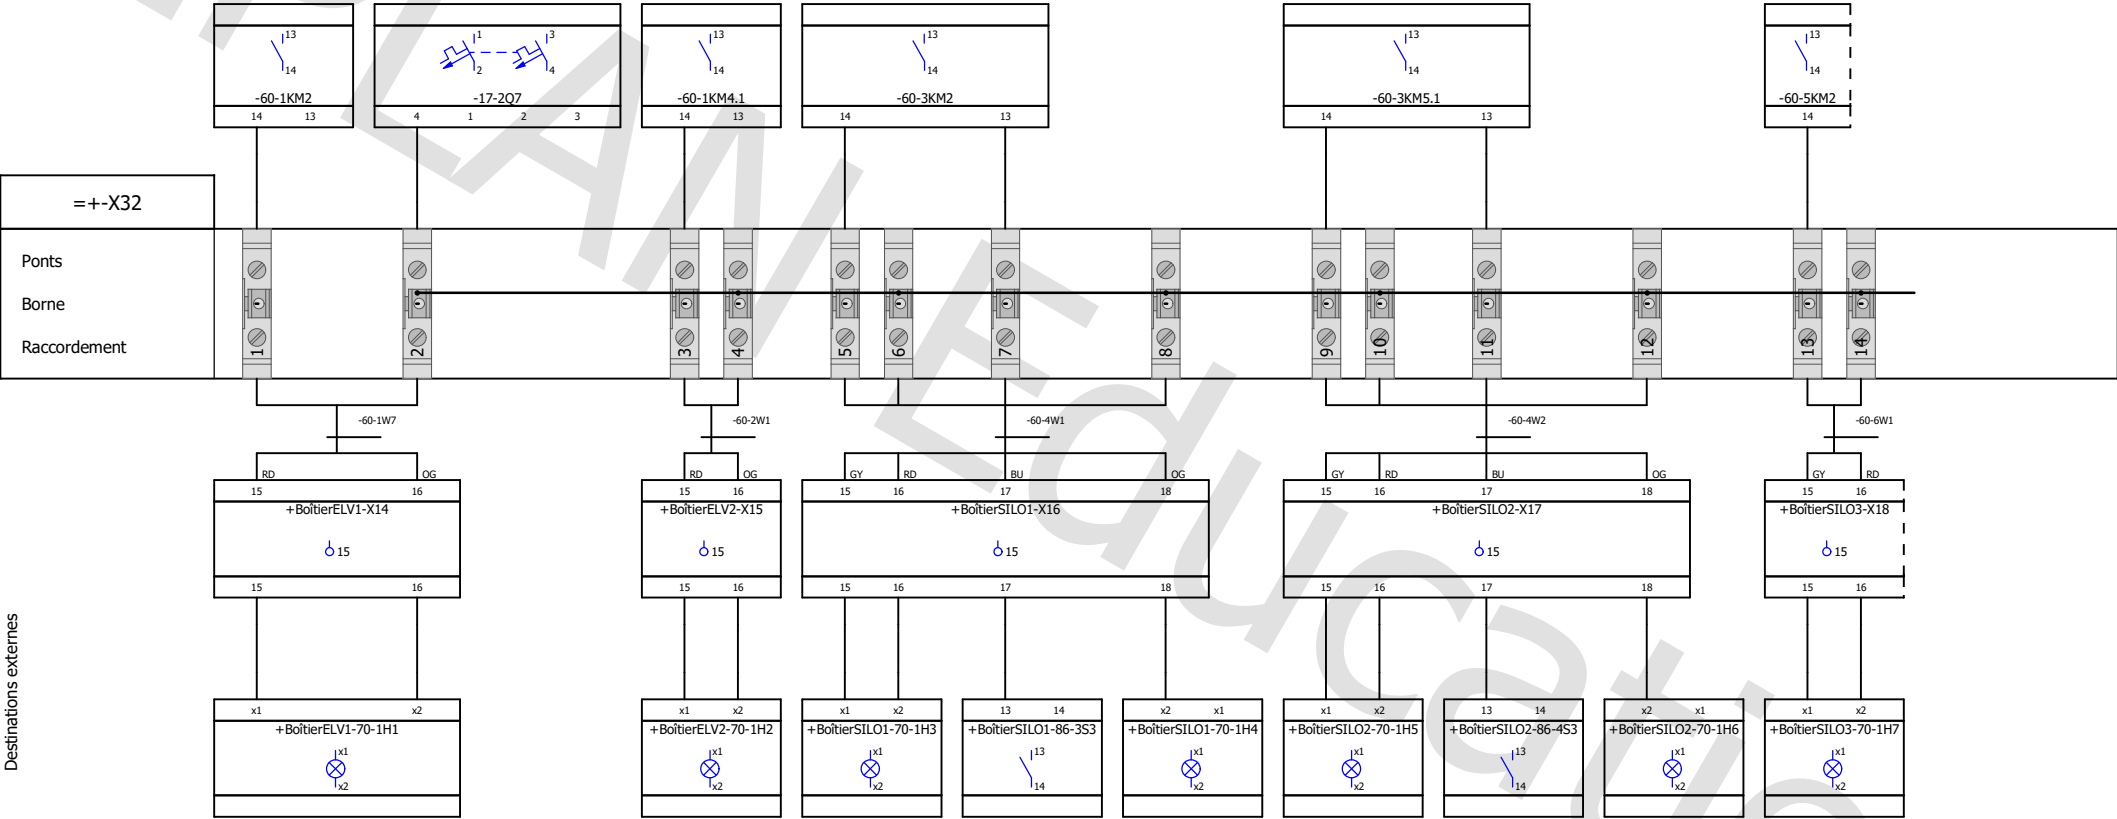 13 1 3 13 13 13 13
14 2 4 14 14 14 14
-60-1KM2 -17-2Q7 -60-1KM4.1 -60-3KM2 -60-3KM5.1 -60-5KM2
14 13 4 1 2 3 14 13 14 13 14 13 14
=+-X32
Ponts
Borne
Raccordement
1 2 3 4 5 6 7 8 9 10 11 12 13 14
-60-1W7 -60-2W1 -60-4W1 -60-4W2 -60-6W1
RD OG RD OG GY RD BU OG GY RD BU OG GY RD
15 16 15 16 15 16 17 18 15 16 17 18 15 16
+BoîtierELV1-X14 +BoîtierELV2-X15 +BoîtierSILO1-X16 +BoîtierSILO2-X17 +BoîtierSILO3-X18
15 15 15 15 15
15 16 15 16 15 16 17 18 15 16 17 18 15 16
Destinations externes
x1 x2 x1 x2 x1 x2 13 14 x2 x1 x1 x2 13 14 x2 x1 x1 x2
+BoîtierELV1-70-1H1 +BoîtierELV2-70-1H2 +BoîtierSILO1-70-1H3 +BoîtierSILO1-86-3S3 +BoîtierSILO1-70-1H4 +BoîtierSILO2-70-1H5 +BoîtierSILO2-86-4S3 +BoîtierSILO2-70-1H6 +BoîtierSILO3-70-1H7
x1 x1 x1 13 x1 x1 13 x1 x1
x2 x2 x2 14 x2 x2 14 x2 x2
PLAN Educatio